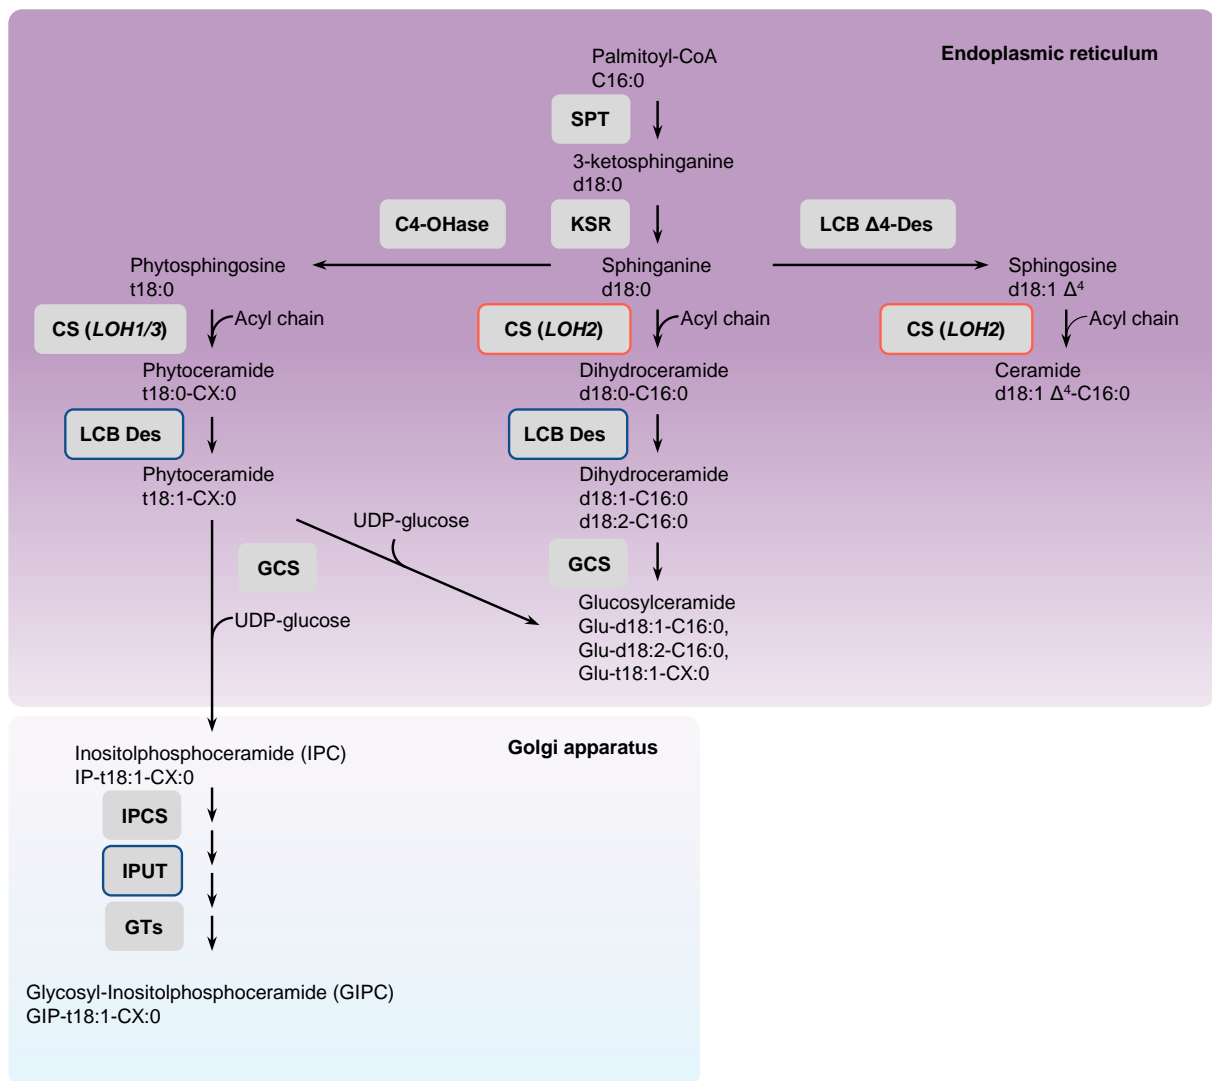 Endoplasmic reticulum
Palmitoyl-CoA
C16:0
SPT
3-ketosphinganine
d18:0
C4-OHase
KSR
LCB Δ4-Des
Phytosphingosine
t18:0
Sphinganine
d18:0
Sphingosine
d18:1 Δ⁴
CS (LOH1/3)
Acyl chain
CS (LOH2)
Acyl chain
CS (LOH2)
Acyl chain
Phytoceramide
t18:0-CX:0
Dihydroceramide
d18:0-C16:0
Ceramide
d18:1 Δ⁴-C16:0
LCB Des
LCB Des
Phytoceramide
t18:1-CX:0
Dihydroceramide
d18:1-C16:0
d18:2-C16:0
UDP-glucose
GCS
GCS
UDP-glucose
Glucosylceramide
Glu-d18:1-C16:0,
Glu-d18:2-C16:0,
Glu-t18:1-CX:0
Golgi apparatus
Inositolphosphoceramide (IPC)
IP-t18:1-CX:0
IPCS
IPUT
GTs
Glycosyl-Inositolphosphoceramide (GIPC)
GIP-t18:1-CX:0